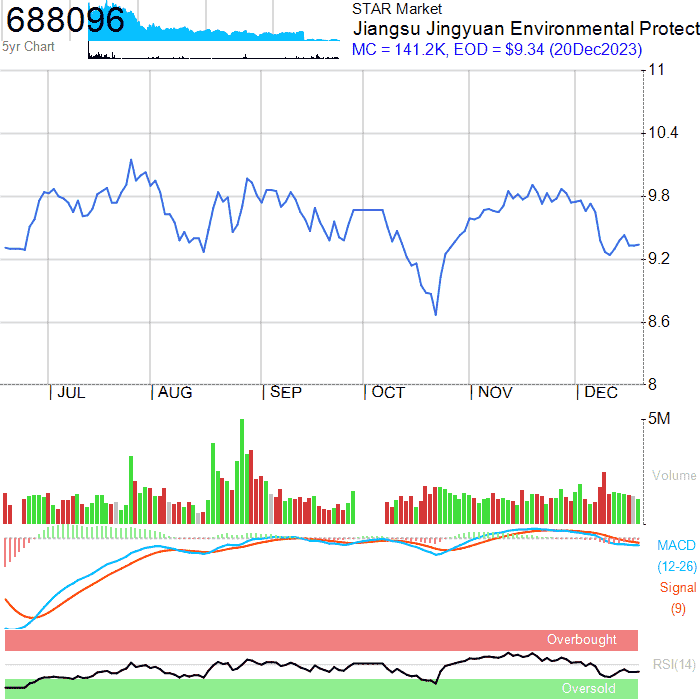 688096
5yr Chart
STAR Market
Jiangsu Jingyuan Environmental Protect
MC = 141.2K, EOD = $9.34 (20Dec2023)
11
10.4
9.8
9.2
8.6
8
JUL AUG SEP OCT NOV DEC
5M
Volume
MACD
(12-26)
Signal
(9)
Overbought
RSI(14)
Oversold